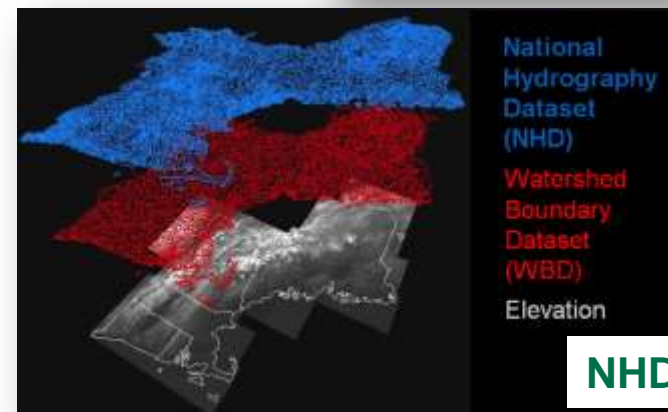 National
Hydrography
Dataset
(NHD)
Watershed
Boundary
Dataset
(WBD)
Elevation
NHD